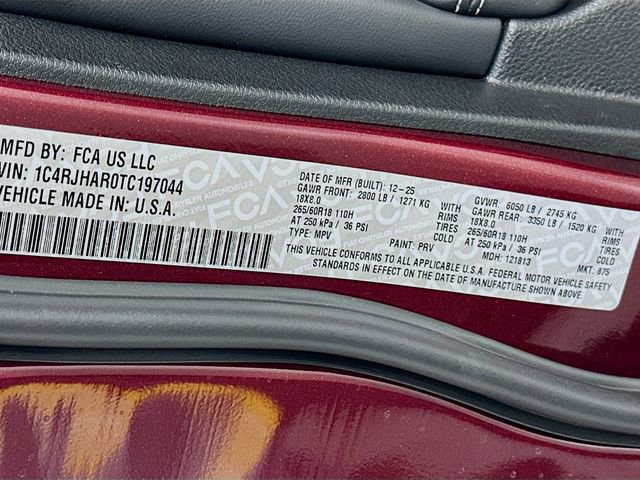 MFD BY: FCA US LLC
VIN: 1C4RJHAR0TC197044
VEHICLE MADE IN: U.S.A.
DATE OF MFR (BUILT): 12-25
GAWR FRONT: 2800 LB / 1271 KG WITH
18X8.0 RIMS
265/60R18 110H
AT 250 kPa / 36 PSI COLD
TYPE: MPV PAINT: PRV
GVWR: 6050 LB / 2745 KG
GAWR REAR: 3350 LB / 1520 KG WITH
18X8.0 RIMS
265/60R18 110H
AT 250 kPa / 36 PSI COLD
MDH: 121813 MKT: 875
THIS VEHICLE CONFORMS TO ALL APPLICABLE U.S.A. FEDERAL MOTOR VEHICLE SAFETY
STANDARDS IN EFFECT ON THE DATE OF MANUFACTURE SHOWN ABOVE.